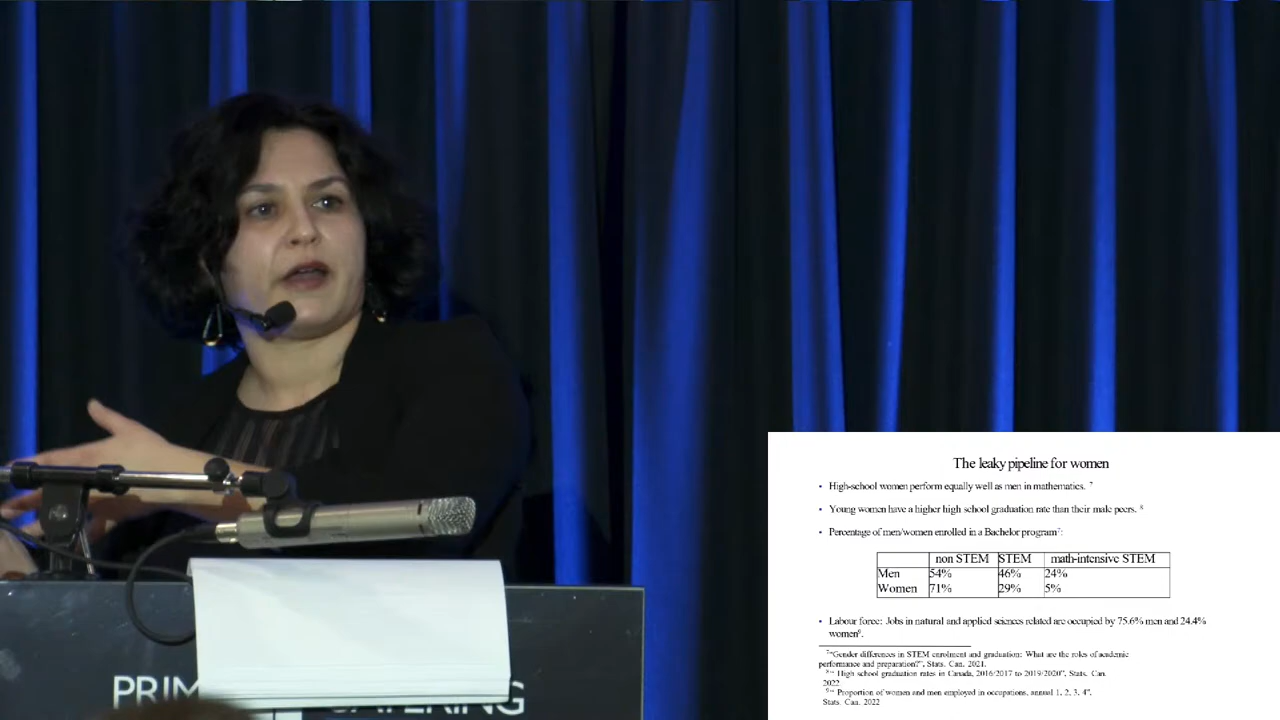 The leaky pipeline for women
• High-school women perform equally well as men in mathematics. 7
• Young women have a higher high school graduation rate than their male peers. 8
• Percentage of men/women enrolled in a Bachelor program7:
non STEM STEM math-intensive STEM
Men 54% 46% 24%
Women 71% 29% 5%
• Labour force: Jobs in natural and applied sciences related are occupied by 75.6% men and 24.4%
women9.
7“Gender differences in STEM enrolment and graduation: What are the roles of academic
performance and preparation?”, Stats. Can. 2021.
8“ High school graduation rates in Canada, 2016/2017 to 2019/2020”, Stats. Can.
2022
9“ Proportion of women and men employed in occupations, annual 1, 2, 3, 4”,
Stats. Can. 2022